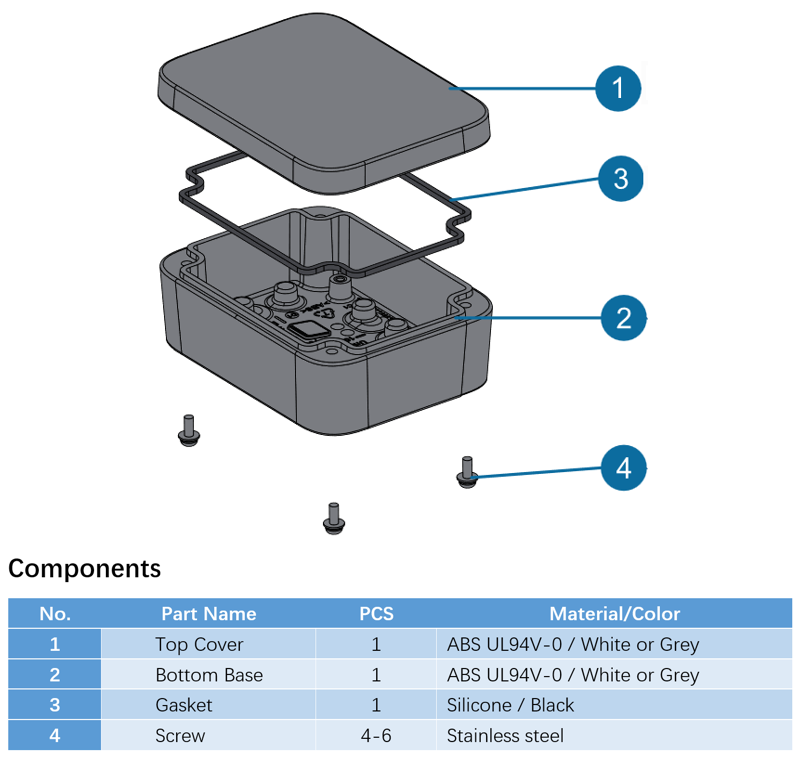 1
3
2
4
Components
No. Part Name PCS Material/Color
1 Top Cover 1 ABS UL94V-0 / White or Grey
2 Bottom Base 1 ABS UL94V-0 / White or Grey
3 Gasket 1 Silicone / Black
4 Screw 4-6 Stainless steel